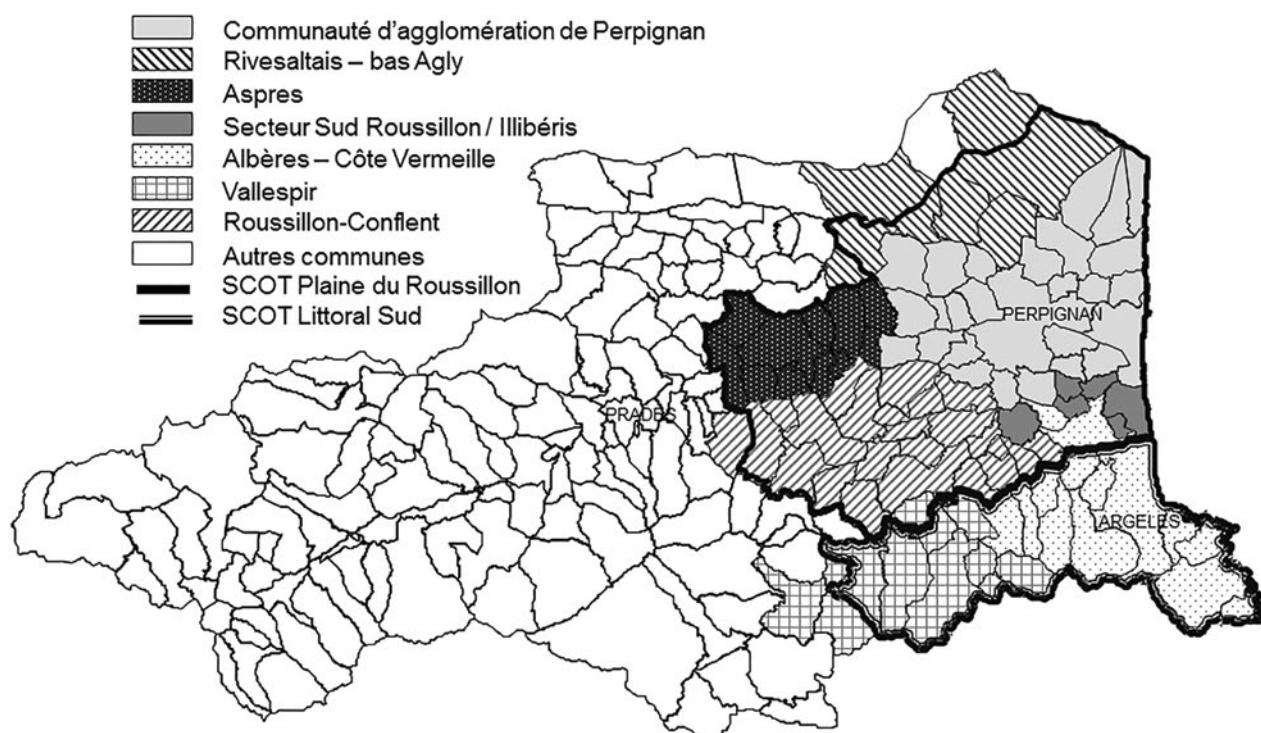 Communauté d'agglomération de Perpignan
Rivesaltais – bas Agly
Aspres
Secteur Sud Roussillon / Illibéris
Albères – Côte Vermeille
Vallespir
Roussillon-Conflent
Autres communes
SCOT Plaine du Roussillon
SCOT Littoral Sud
PERPIGNAN
PRADES
ARGELES